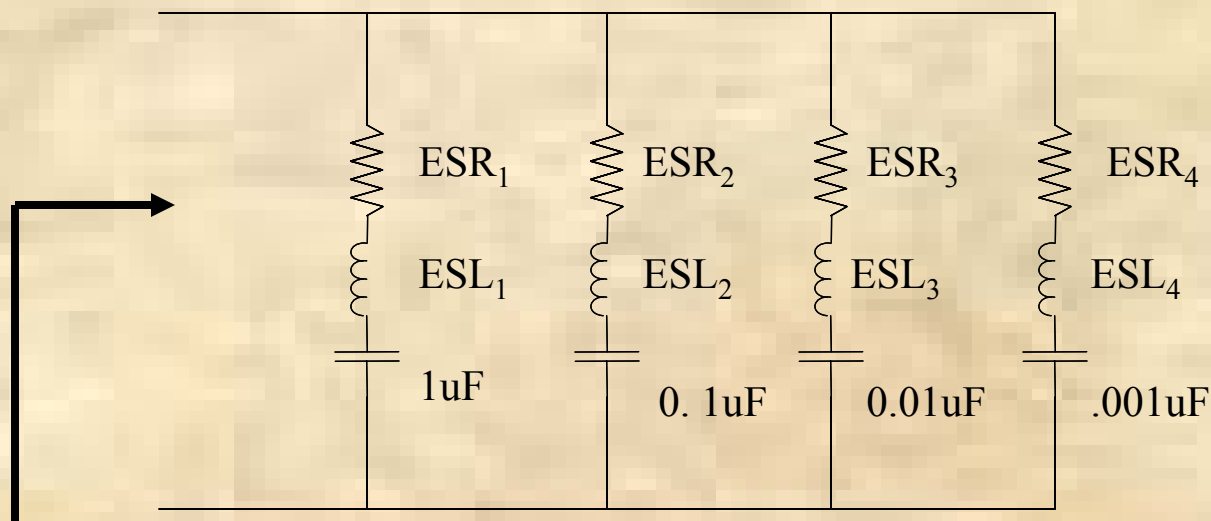 ESR₁ ESR₂ ESR₃ ESR₄
ESL₁ ESL₂ ESL₃ ESL₄
1uF 0. 1uF 0.01uF .001uF